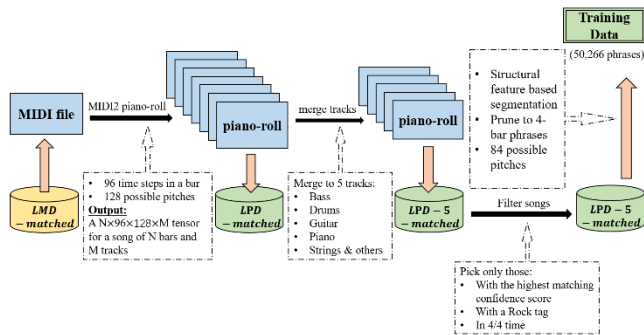 Training
Data
(50,266 phrases)
MIDI file
MIDI2 piano-roll
piano-roll
merge tracks
piano-roll
• Structural
feature based
segmentation
• Prune to 4-
bar phrases
• 84 possible
pitches
LMD
– matched
• 96 time steps in a bar
• 128 possible pitches
Output:
A N×96×128×M tensor
for a song of N bars and
M tracks
LPD
– matched
Merge to 5 tracks:
• Bass
• Drums
• Guitar
• Piano
• Strings & others
LPD – 5
– matched
Filter songs
LPD – 5
– matched
Pick only those:
• With the highest matching
confidence score
• With a Rock tag
• In 4/4 time